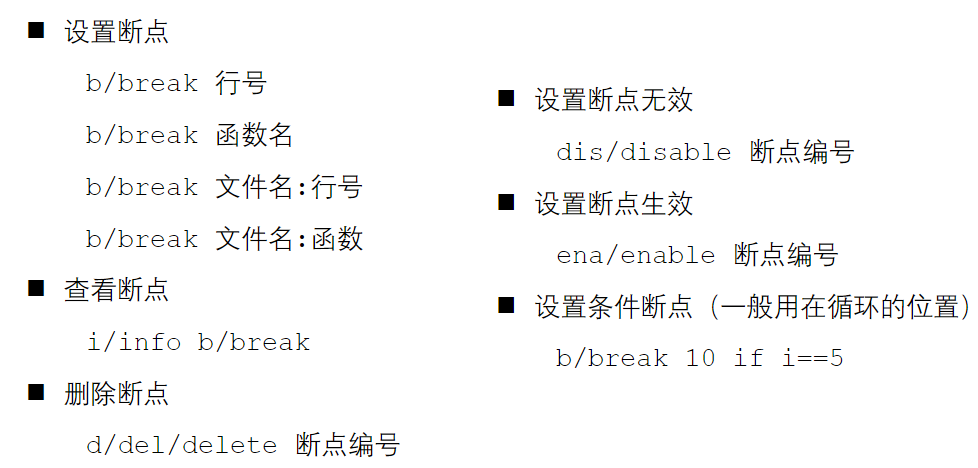 ■ 设置断点
b/break 行号
b/break 函数名
b/break 文件名:行号
b/break 文件名:函数
■ 查看断点
i/info b/break
■ 删除断点
d/del/delete 断点编号
■ 设置断点无效
dis/disable 断点编号
■ 设置断点生效
ena/enable 断点编号
■ 设置条件断点（一般用在循环的位置）
b/break 10 if i==5